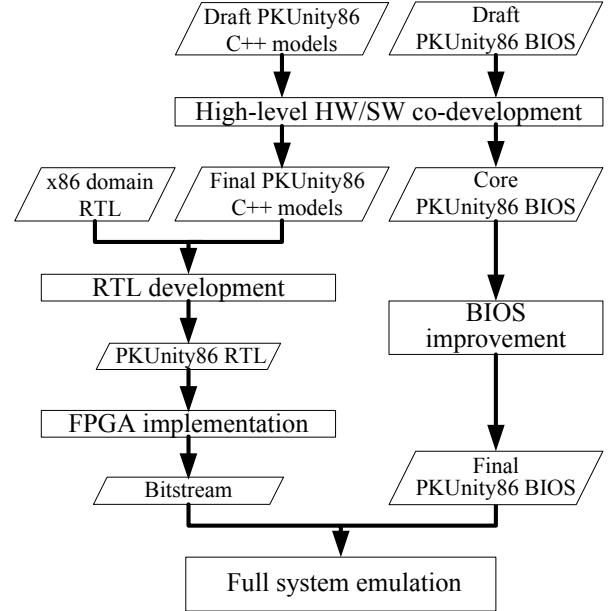 Draft PKUnity86
C++ models
Draft
PKUnity86 BIOS
High-level HW/SW co-development
x86 domain
RTL
Final PKUnity86
C++ models
Core
PKUnity86 BIOS
RTL development
BIOS
improvement
PKUnity86 RTL
FPGA implementation
Bitstream
Final
PKUnity86 BIOS
Full system emulation